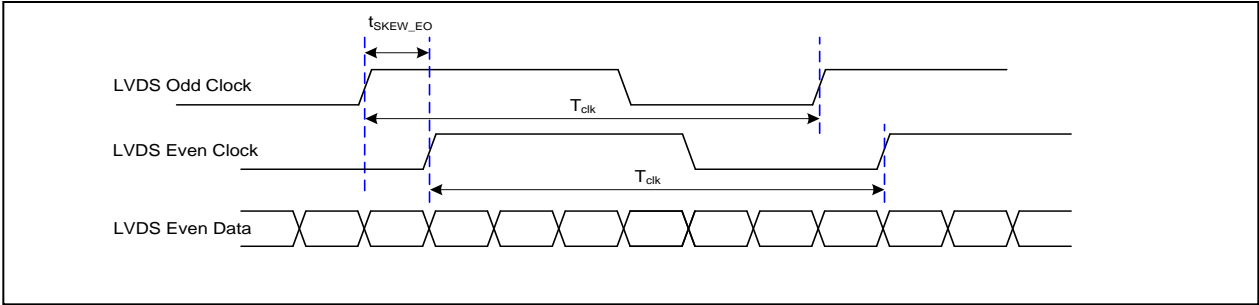 tSKEW_EO
LVDS Odd Clock
Tclk
LVDS Even Clock
Tclk
LVDS Even Data